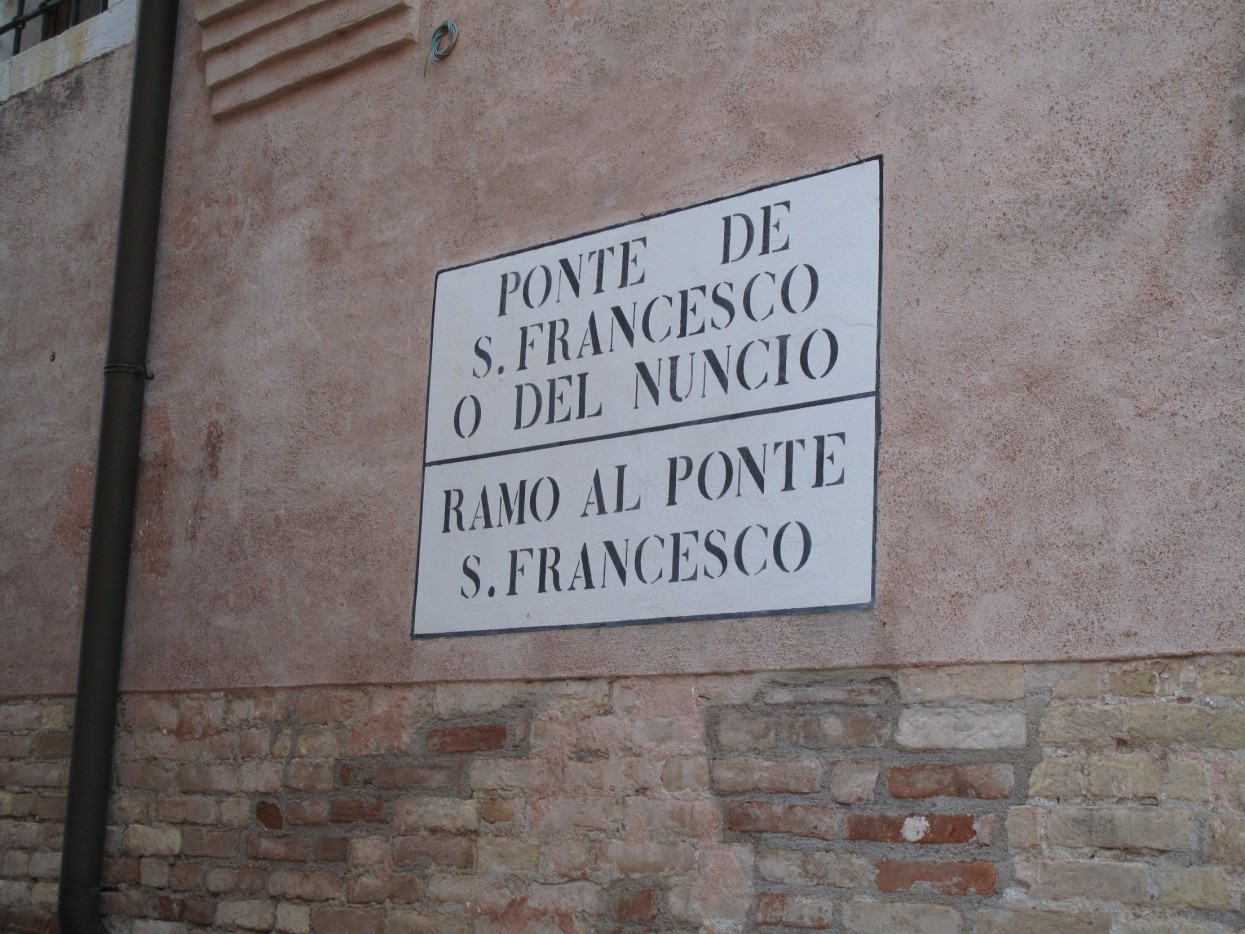 PONTE DE
S. FRANCESCO
O DEL NUNCIO
RAMO AL PONTE
S. FRANCESCO